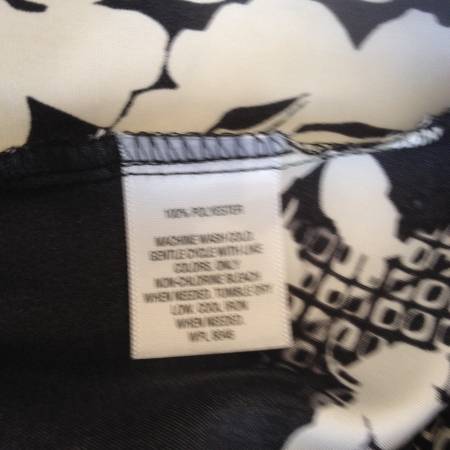 100% POLYESTER
MACHINE WASH COLD,
GENTLE CYCLE WITH LIKE
COLORS, ONLY
NON-CHLORINE BLEACH
WHEN NEEDED, TUMBLE DRY
LOW. COOL IRON
WHEN NEEDED.
WPL